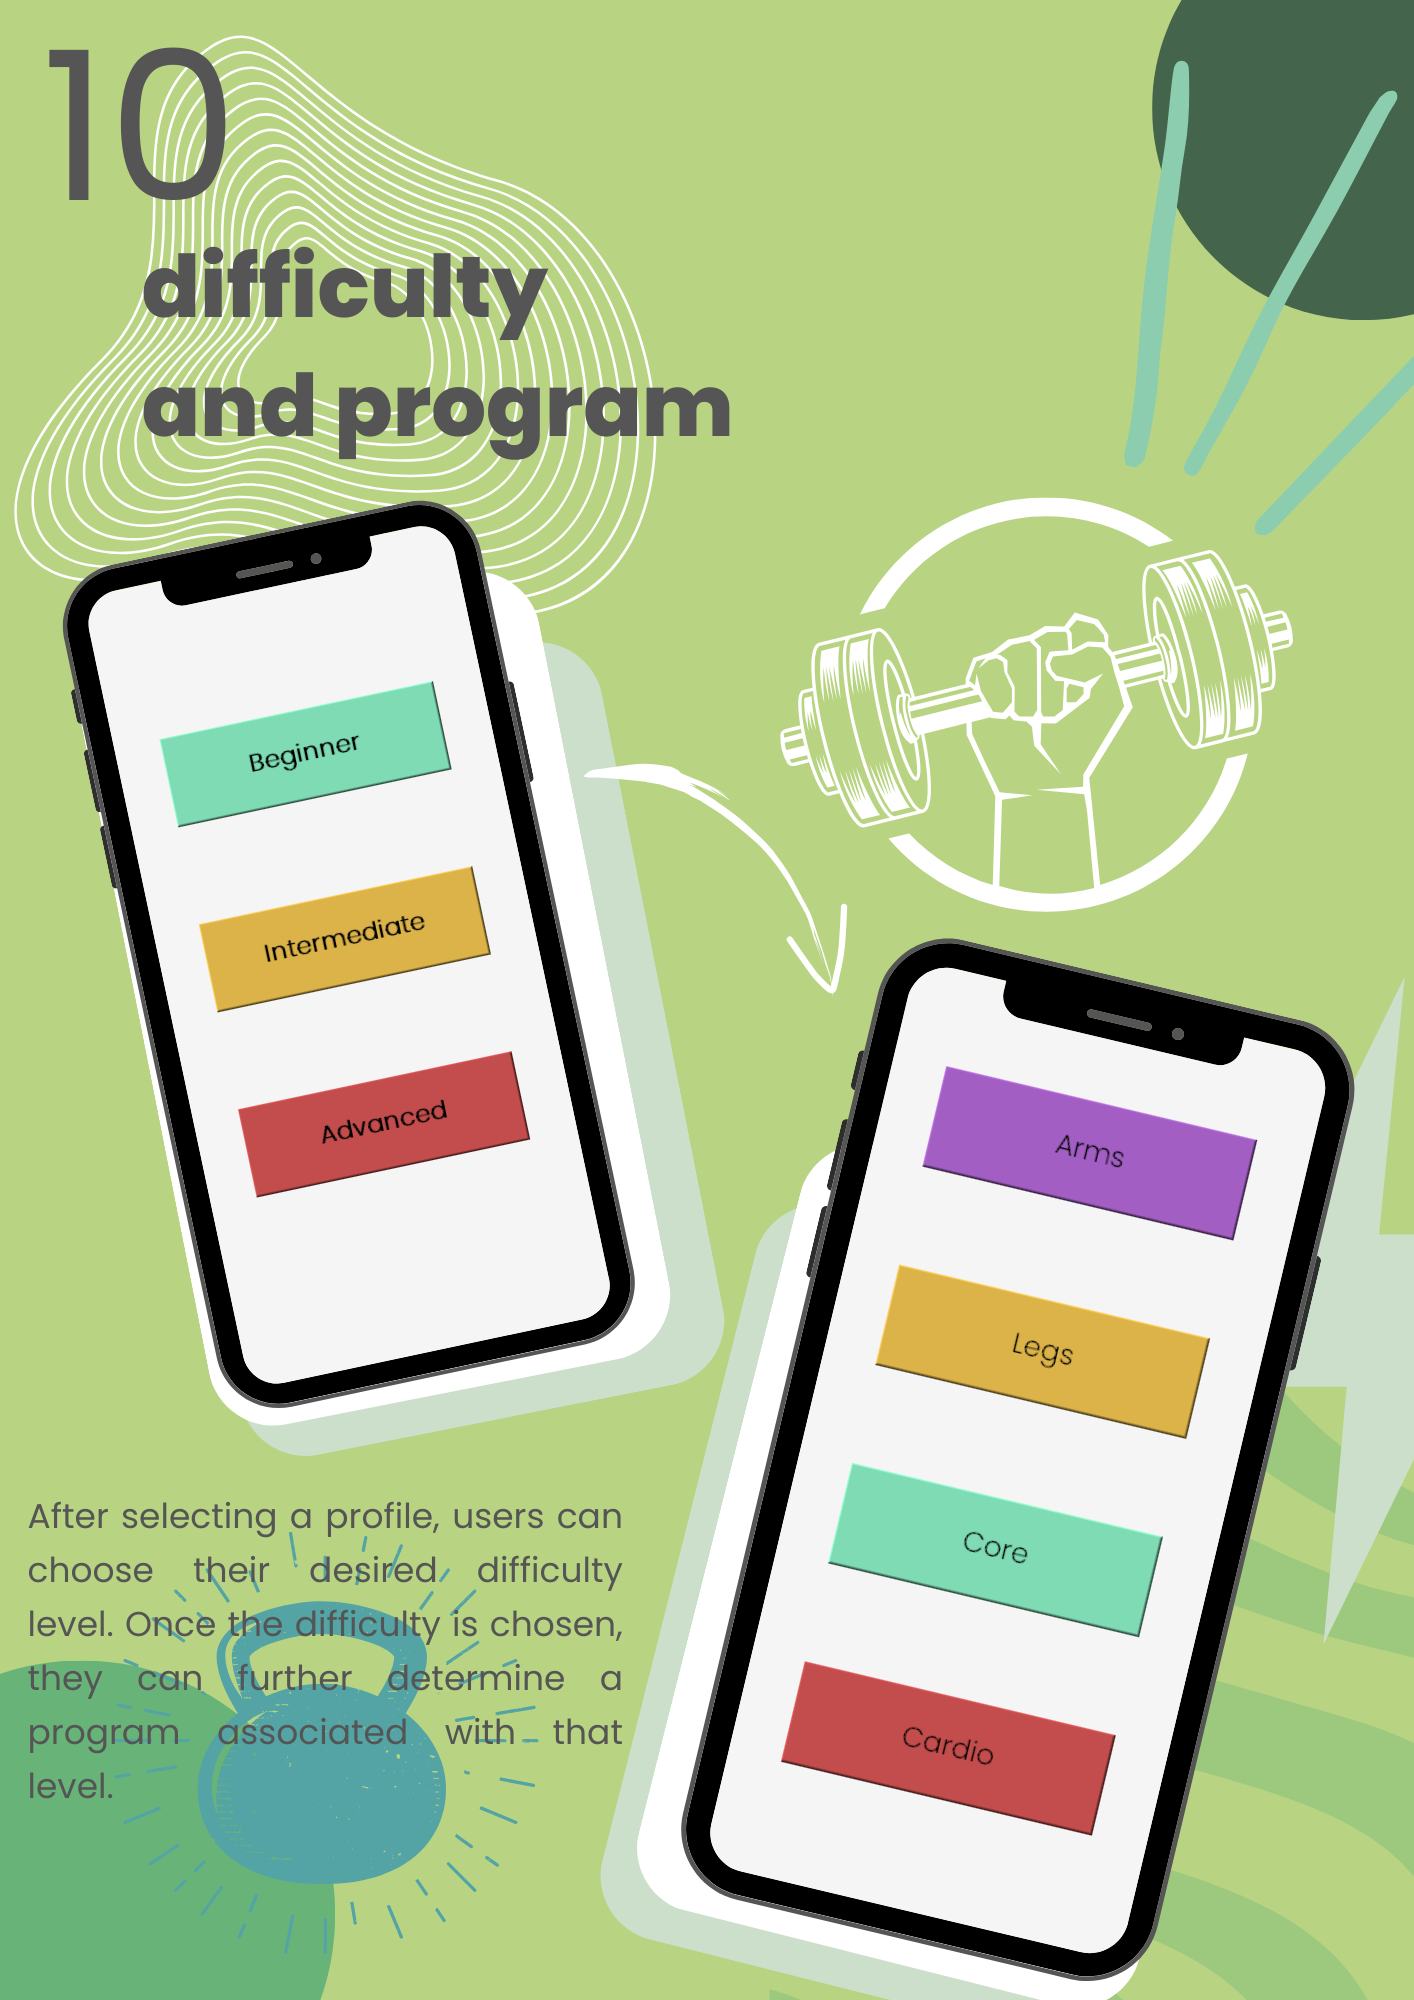 10
difficulty
and program
Beginner
Intermediate
Advanced
Arms
Legs
Core
Cardio
After selecting a profile, users can
choose their desired difficulty
level. Once the difficulty is chosen,
they can further determine a
program associated with that
level.